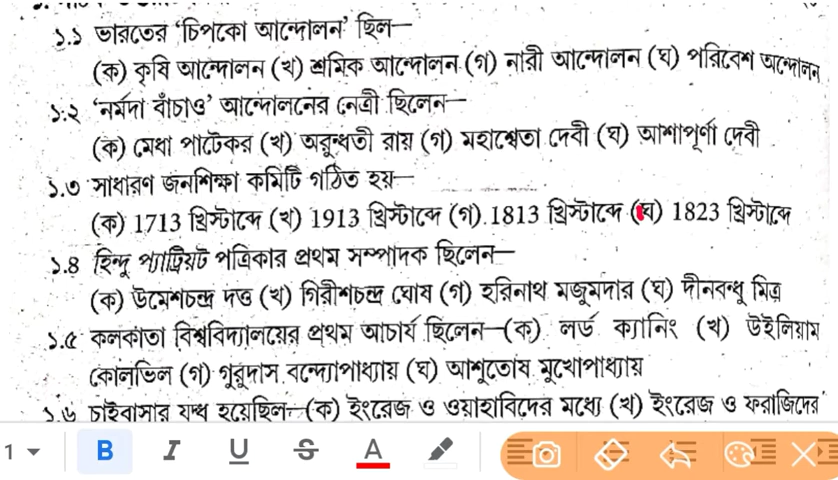 ১.১ ভারতের ‘চিপকো আন্দোলন’ ছিল—
(ক) কৃষি আন্দোলন (খ) শ্রমিক আন্দোলন (গ) নারী আন্দোলন (ঘ) পরিবেশ আন্দোলন
১.২ ‘নর্মদা বাঁচাও’ আন্দোলনের নেত্রী ছিলেন—
(ক) মেধা পাটেকর (খ) অরুন্ধতী রায় (গ) মহাশ্বেতা দেবী (ঘ) আশাপূর্ণা দেবী
১.৩ সাধারণ জনশিক্ষা কমিটি গঠিত হয়—
(ক) 1713 খ্রিস্টাব্দে (খ) 1913 খ্রিস্টাব্দে (গ) 1813 খ্রিস্টাব্দে (ঘ) 1823 খ্রিস্টাব্দে
১.৪ হিন্দু প্যাট্রিয়ট পত্রিকার প্রথম সম্পাদক ছিলেন—
(ক) উমেশচন্দ্র দত্ত (খ) গিরীশচন্দ্র ঘোষ (গ) হরিনাথ মজুমদার (ঘ) দীনবন্ধু মিত্র
১.৫ কলকাতা বিশ্ববিদ্যালয়ের প্রথম আচার্য ছিলেন—(ক) লর্ড ক্যানিং (খ) উইলিয়াম
কোলভিল (গ) গুরুদাস বন্দ্যোপাধ্যায় (ঘ) আশুতোষ মুখোপাধ্যায়
১.৬ চাইবাসার যুদ্ধ হয়েছিল—(ক) ইংরেজ ও ওয়াহাবিদের মধ্যে (খ) ইংরেজ ও ফরাজিদের
1 B I U S A